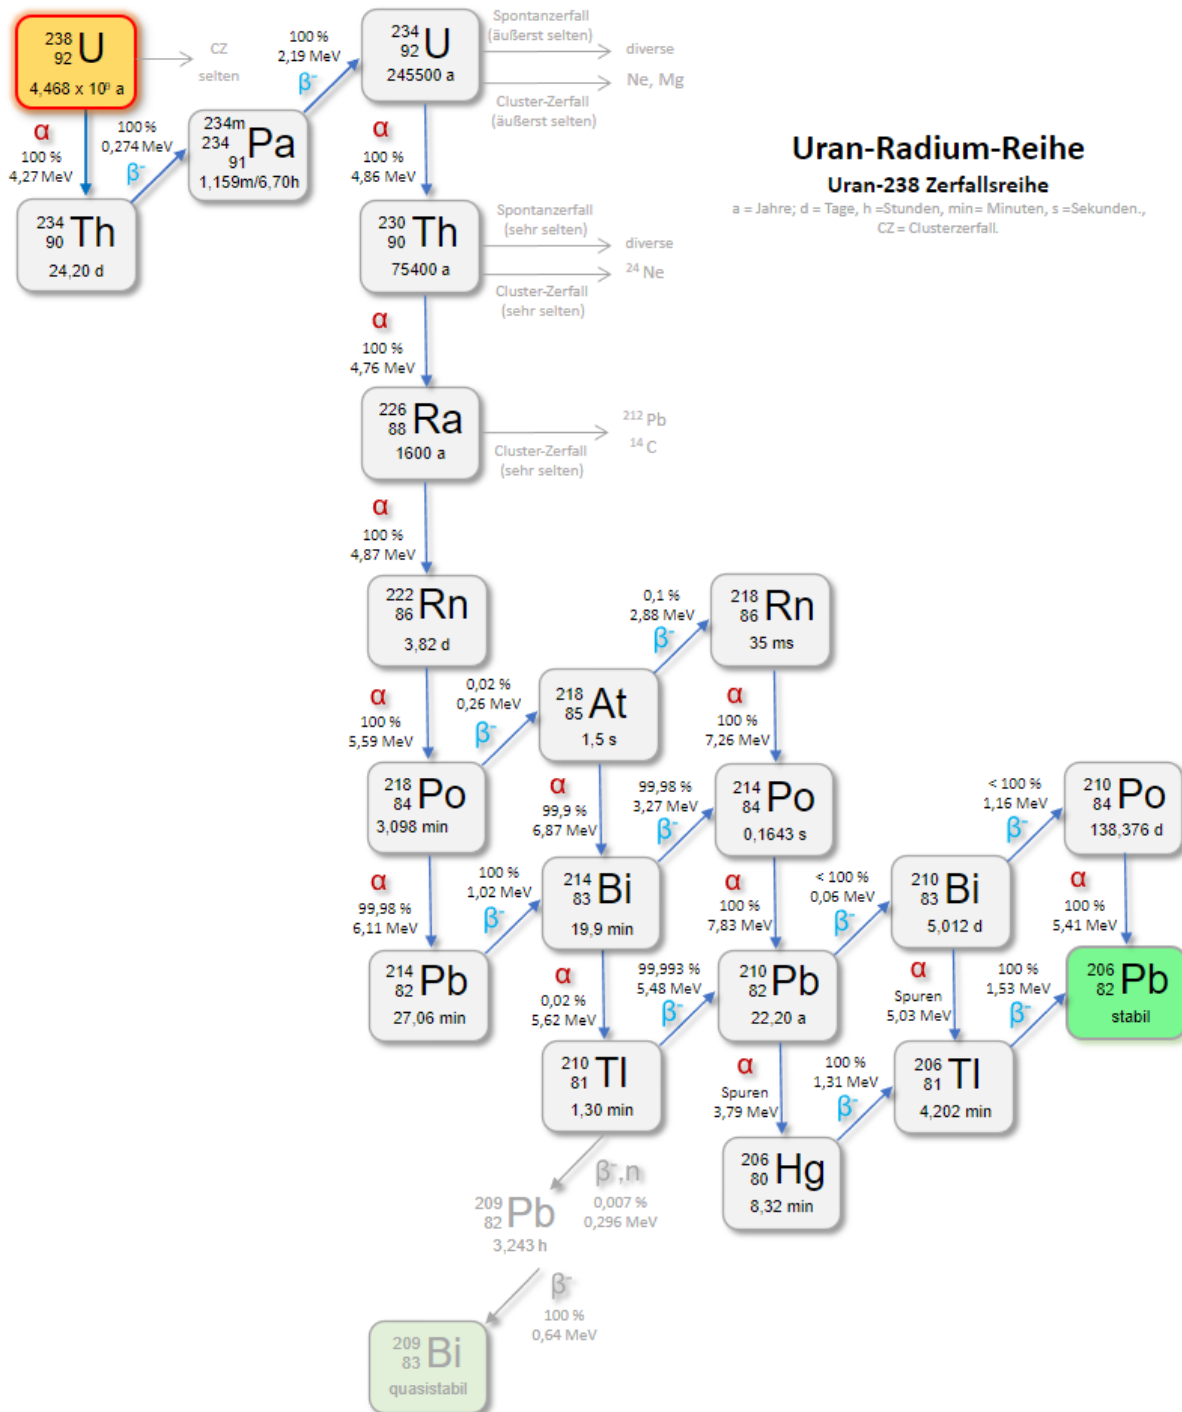 Uran-Radium-Reihe
Uran-238 Zerfallsreihe
a = Jahre; d = Tage, h =Stunden, min= Minuten, s =Sekunden.,
CZ = Clusterzerfall.
238
92 U
4,468 x 10⁹ a
CZ
selten
α
100 %
4,27 MeV
234
90 Th
24,20 d
100 %
0,274 MeV
β⁻
234m
234
91 Pa
1,159m/6,70h
100 %
2,19 MeV
β⁻
234
92 U
245500 a
Spontanzerfall
(äußerst selten)
diverse
Ne, Mg
Cluster-Zerfall
(äußerst selten)
α
100 %
4,86 MeV
230
90 Th
75400 a
Spontanzerfall
(sehr selten)
diverse
²⁴ Ne
Cluster-Zerfall
(sehr selten)
α
100 %
4,76 MeV
226
88 Ra
1600 a
²¹² Pb
¹⁴ C
Cluster-Zerfall
(sehr selten)
α
100 %
4,87 MeV
222
86 Rn
3,82 d
α
100 %
5,59 MeV
218
84 Po
3,098 min
0,02 %
0,26 MeV
β⁻
218
85 At
1,5 s
0,1 %
2,88 MeV
β⁻
218
86 Rn
35 ms
α
100 %
7,26 MeV
α
99,98 %
6,11 MeV
214
82 Pb
27,06 min
100 %
1,02 MeV
β⁻
α
99,9 %
6,87 MeV
214
83 Bi
19,9 min
99,98 %
3,27 MeV
β⁻
214
84 Po
0,1643 s
α
100 %
7,83 MeV
α
0,02 %
5,62 MeV
210
81 Tl
1,30 min
99,993 %
5,48 MeV
β⁻
210
82 Pb
22,20 a
< 100 %
0,06 MeV
β⁻
210
83 Bi
5,012 d
< 100 %
1,16 MeV
β⁻
210
84 Po
138,376 d
α
100 %
5,41 MeV
206
82 Pb
stabil
α
Spuren
5,03 MeV
100 %
1,53 MeV
β⁻
206
81 Tl
4,202 min
α
Spuren
3,79 MeV
100 %
1,31 MeV
β⁻
206
80 Hg
8,32 min
β⁻,n
0,007 %
0,296 MeV
209
82 Pb
3,243 h
β⁻
100 %
0,64 MeV
209
83 Bi
quasistabil